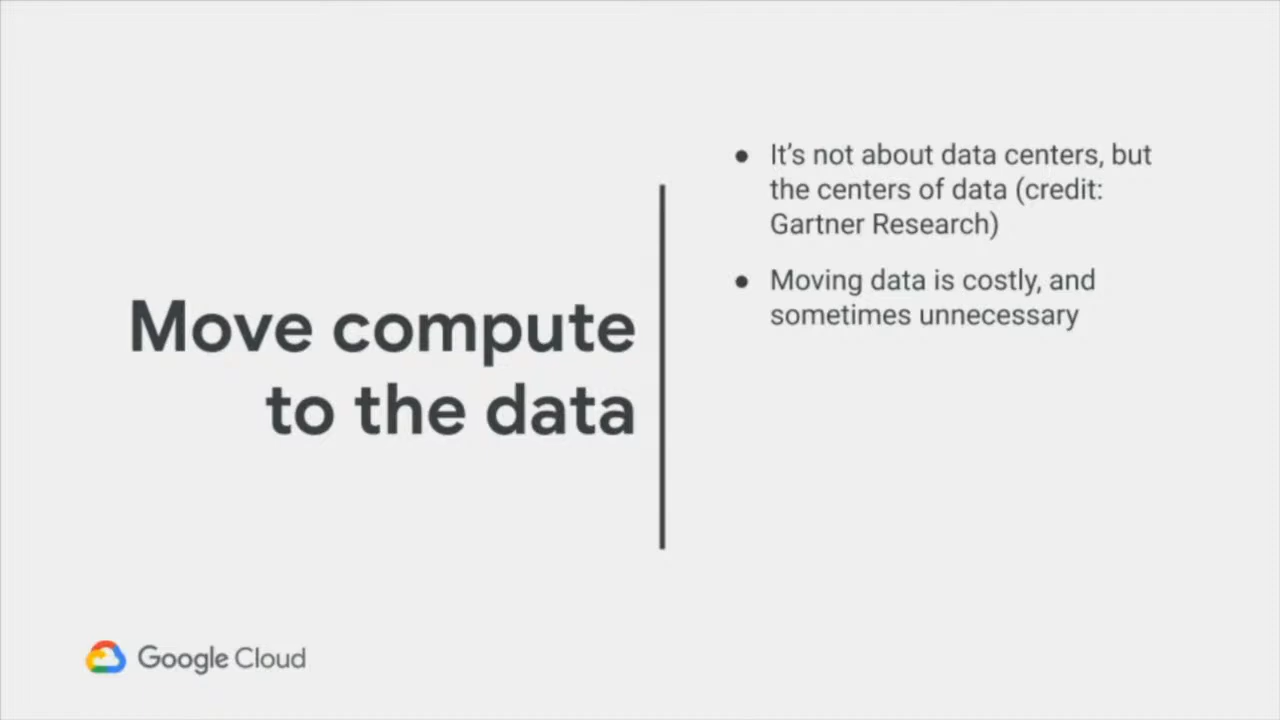 Move compute
to the data
● It’s not about data centers, but
the centers of data (credit:
Gartner Research)
● Moving data is costly, and
sometimes unnecessary
Google Cloud